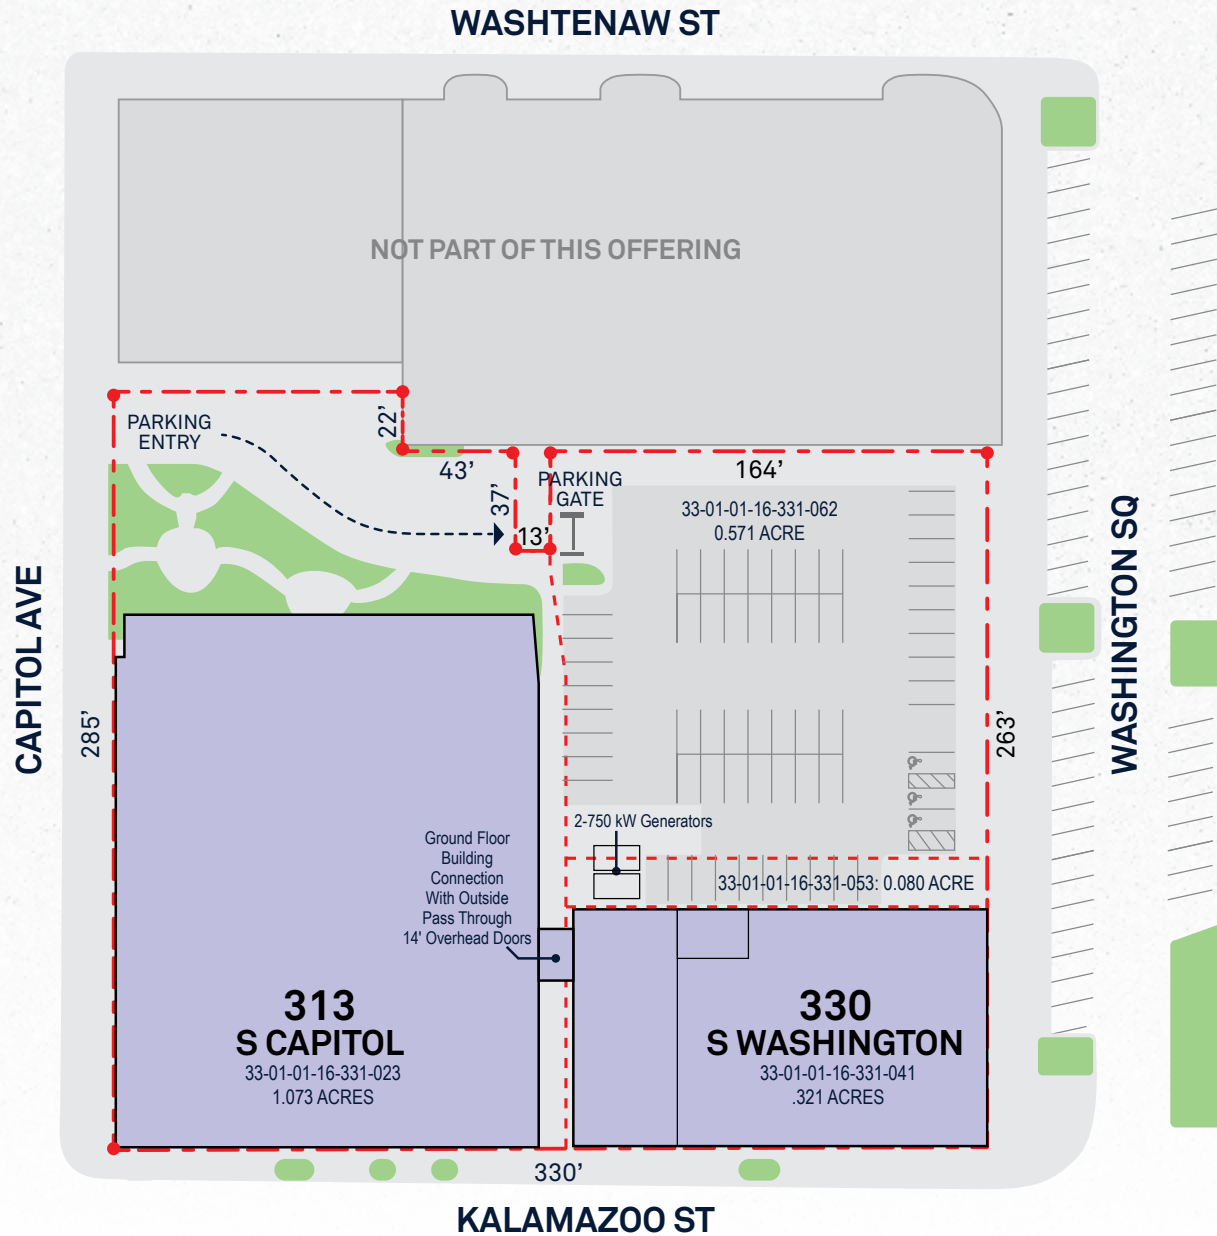 WASHTENAW ST
NOT PART OF THIS OFFERING
PARKING
ENTRY
22’
43’
37’
13’
PARKING
GATE
164’
33-01-01-16-331-062
0.571 ACRE
CAPITOL AVE
WASHINGTON SQ
285’
263’
2-750 kW Generators
Ground Floor
Building
Connection
With Outside
Pass Through
14' Overhead Doors
33-01-01-16-331-053: 0.080 ACRE
313
S CAPITOL
33-01-01-16-331-023
1.073 ACRES
330
S WASHINGTON
33-01-01-16-331-041
.321 ACRES
330’
KALAMAZOO ST